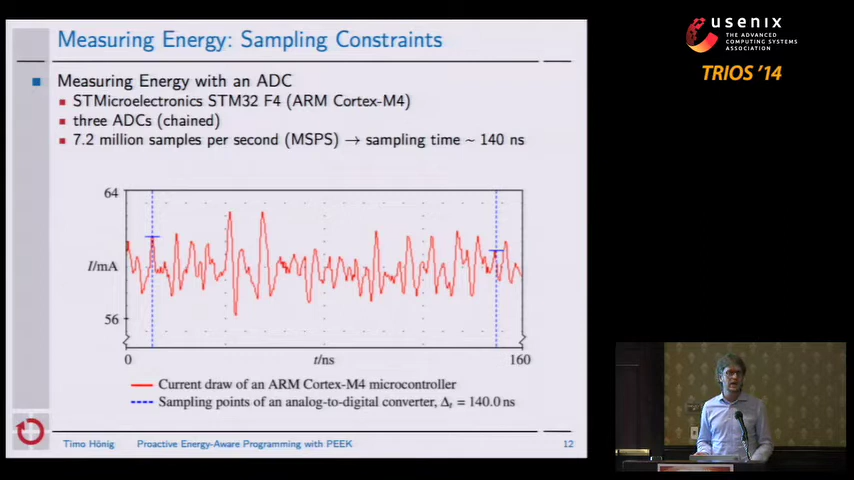 Measuring Energy: Sampling Constraints
Measuring Energy with an ADC
STMicroelectronics STM32 F4 (ARM Cortex-M4)
three ADCs (chained)
7.2 million samples per second (MSPS) → sampling time ~ 140 ns
64
I/mA
56
0
t/ns
160
Current draw of an ARM Cortex-M4 microcontroller
Sampling points of an analog-to-digital converter, Δt = 140.0 ns
Timo Hönig Proactive Energy-Aware Programming with PEEK 12
usenix
THE ADVANCED
COMPUTING SYSTEMS
ASSOCIATION
TRIOS '14